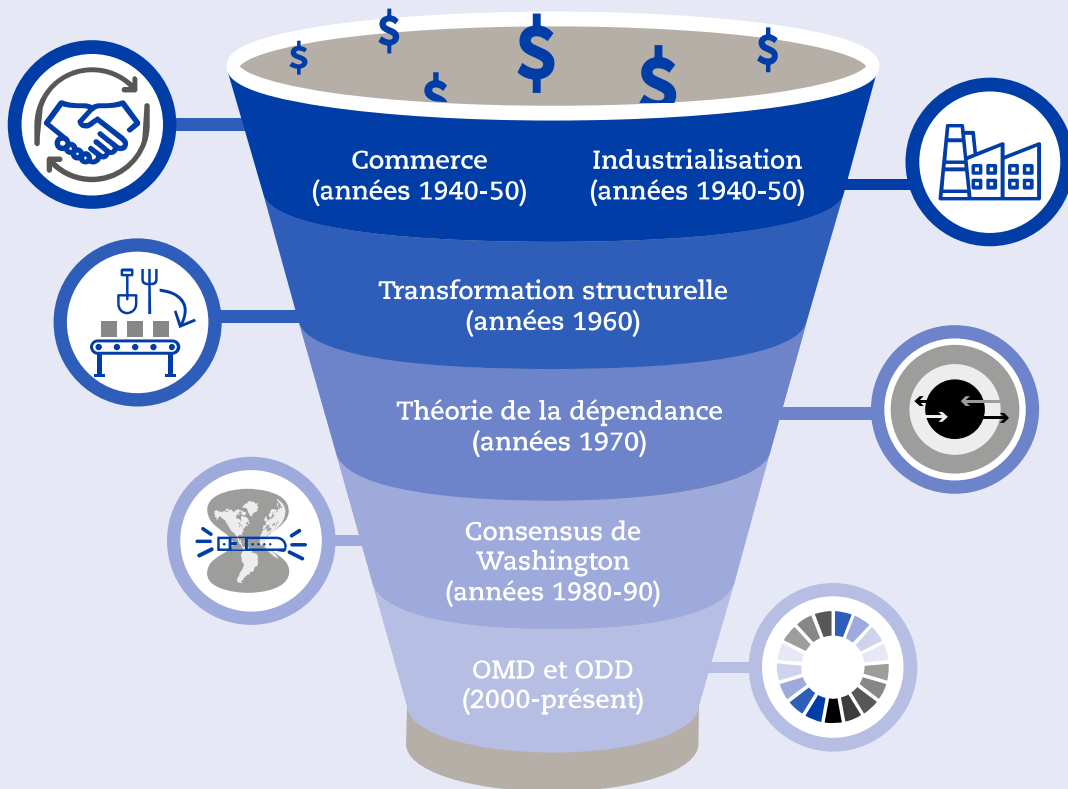 $ $ $ $ $ $
Commerce
(années 1940-50)
Industrialisation
(années 1940-50)
Transformation structurelle
(années 1960)
Théorie de la dépendance
(années 1970)
Consensus de
Washington
(années 1980-90)
OMD et ODD
(2000-présent)